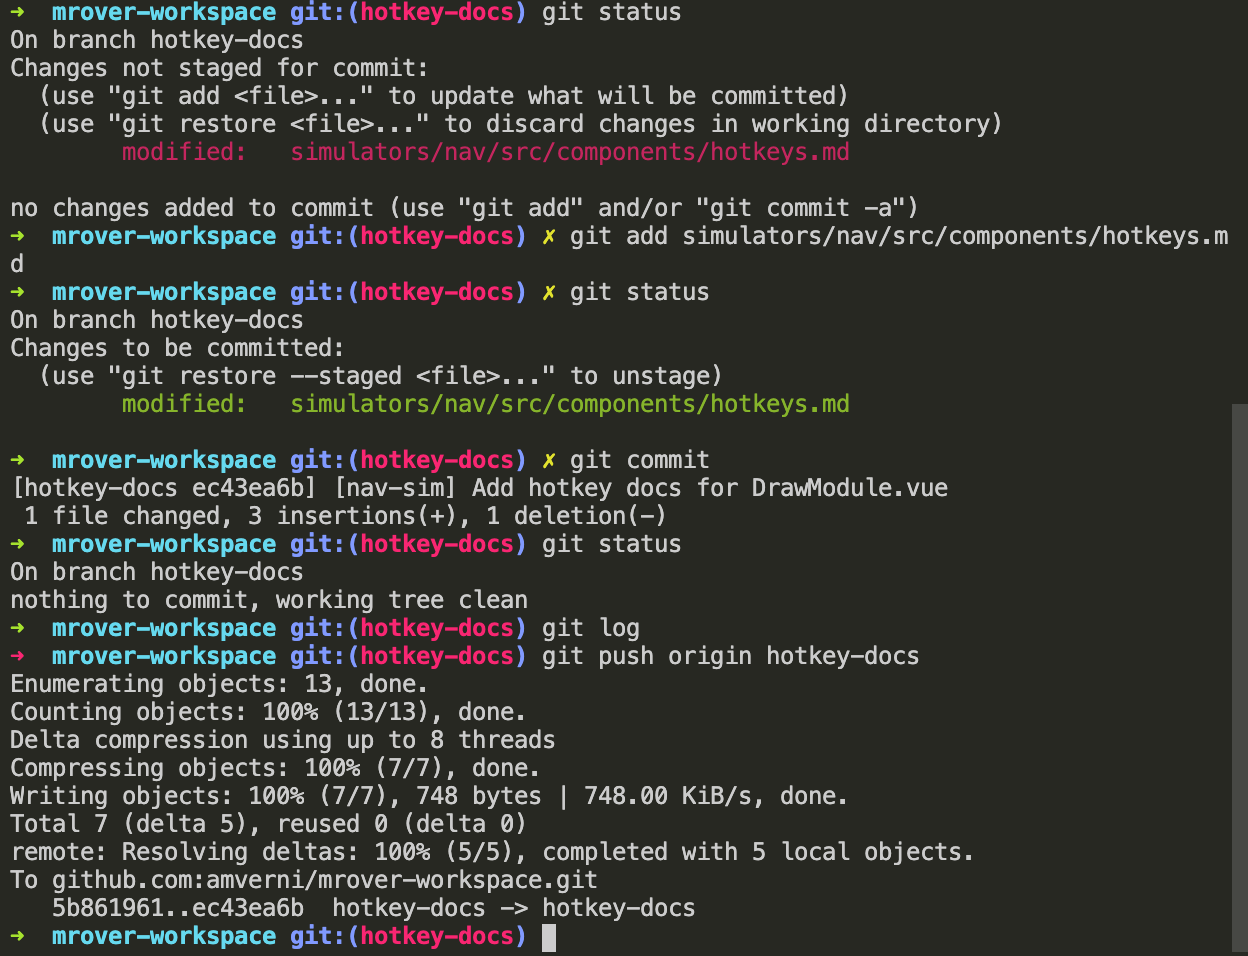 ➜  mrover-workspace git:(hotkey-docs) git status
On branch hotkey-docs
Changes not staged for commit:
  (use "git add <file>..." to update what will be committed)
  (use "git restore <file>..." to discard changes in working directory)
        modified:   simulators/nav/src/components/hotkeys.md

no changes added to commit (use "git add" and/or "git commit -a")
➜  mrover-workspace git:(hotkey-docs) ✗ git add simulators/nav/src/components/hotkeys.m
d
➜  mrover-workspace git:(hotkey-docs) ✗ git status
On branch hotkey-docs
Changes to be committed:
  (use "git restore --staged <file>..." to unstage)
        modified:   simulators/nav/src/components/hotkeys.md

➜  mrover-workspace git:(hotkey-docs) ✗ git commit
[hotkey-docs ec43ea6b] [nav-sim] Add hotkey docs for DrawModule.vue
 1 file changed, 3 insertions(+), 1 deletion(-)
➜  mrover-workspace git:(hotkey-docs) git status
On branch hotkey-docs
nothing to commit, working tree clean
➜  mrover-workspace git:(hotkey-docs) git log
➜  mrover-workspace git:(hotkey-docs) git push origin hotkey-docs
Enumerating objects: 13, done.
Counting objects: 100% (13/13), done.
Delta compression using up to 8 threads
Compressing objects: 100% (7/7), done.
Writing objects: 100% (7/7), 748 bytes | 748.00 KiB/s, done.
Total 7 (delta 5), reused 0 (delta 0)
remote: Resolving deltas: 100% (5/5), completed with 5 local objects.
To github.com:amverni/mrover-workspace.git
   5b861961..ec43ea6b  hotkey-docs -> hotkey-docs
➜  mrover-workspace git:(hotkey-docs)